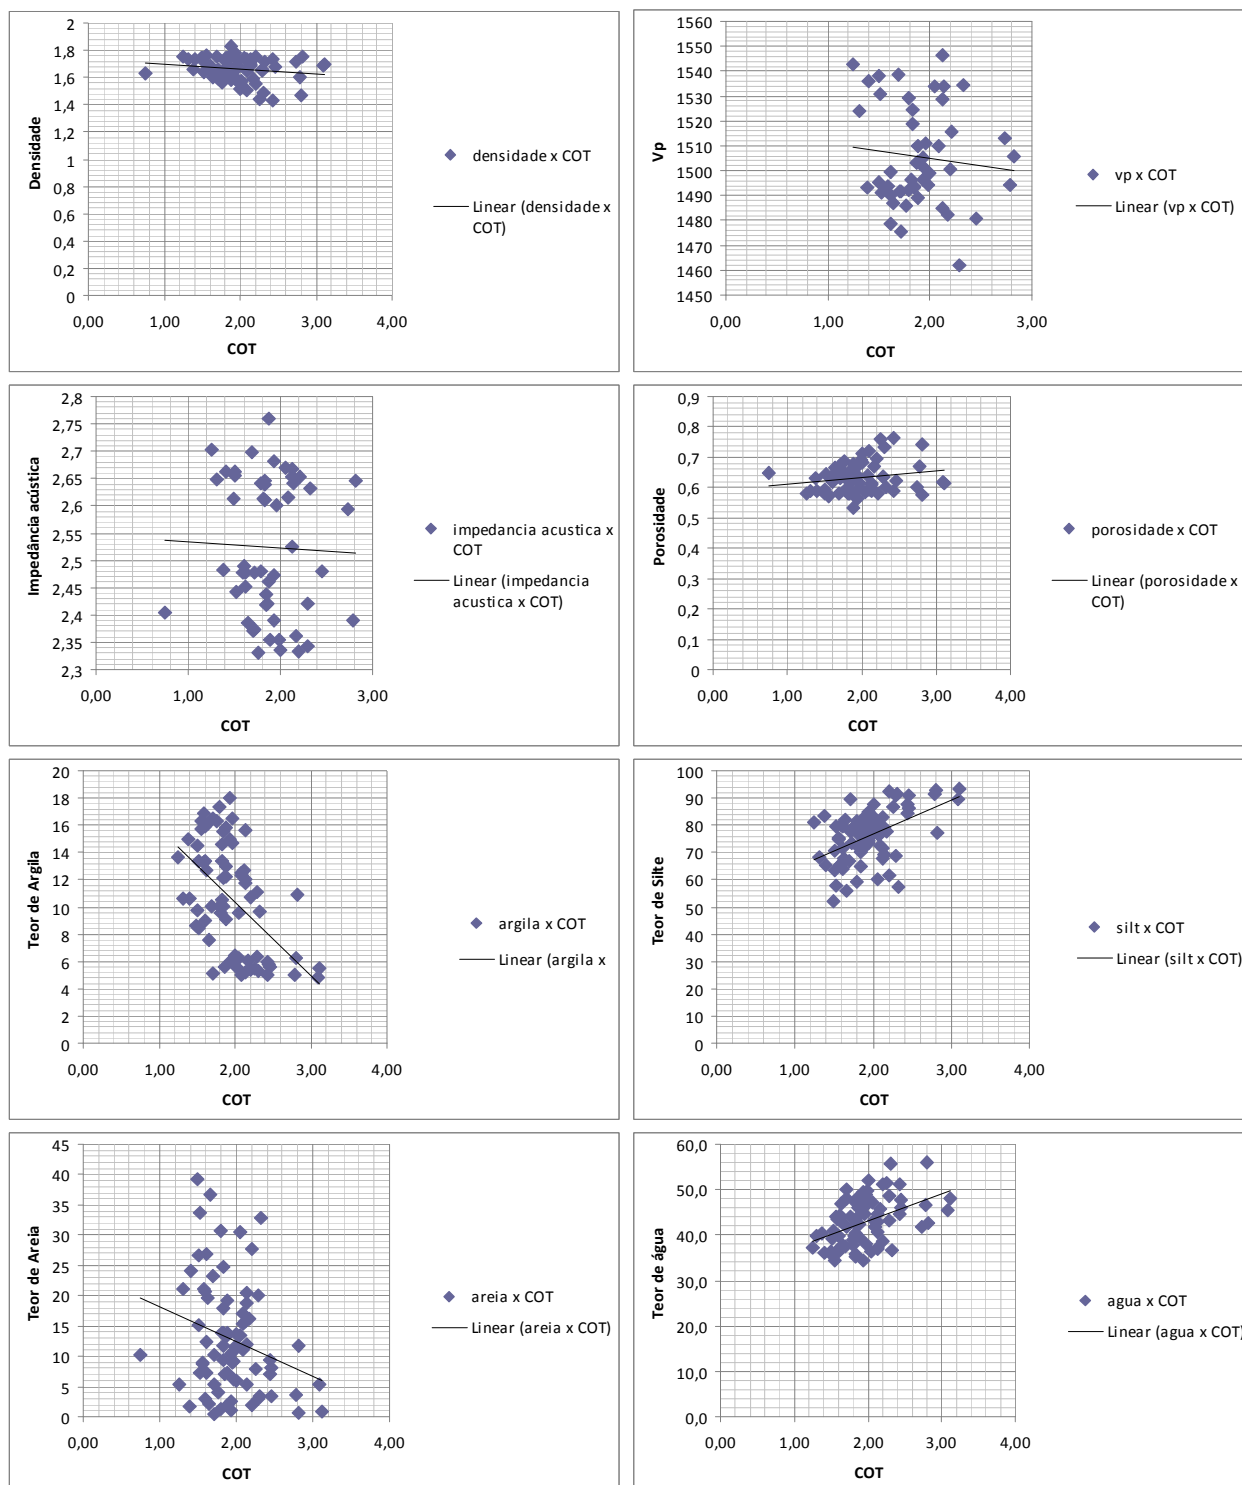 Densidade
2
1,8
1,6
1,4
1,2
1
0,8
0,6
0,4
0,2
0
0,00 1,00 2,00 3,00 4,00
COT
densidade x COT
Linear (densidade x
COT)
Vp
1560
1550
1540
1530
1520
1510
1500
1490
1480
1470
1460
1450
0,00 1,00 2,00 3,00
COT
vp x COT
Linear (vp x COT)
Impedância acústica
2,8
2,75
2,7
2,65
2,6
2,55
2,5
2,45
2,4
2,35
2,3
0,00 1,00 2,00 3,00
COT
impedancia acustica x
COT
Linear (impedancia
acustica x COT)
Porosidade
0,9
0,8
0,7
0,6
0,5
0,4
0,3
0,2
0,1
0
0,00 1,00 2,00 3,00 4,00
COT
porosidade x COT
Linear (porosidade x
COT)
Teor de Argila
20
18
16
14
12
10
8
6
4
2
0
0,00 1,00 2,00 3,00 4,00
COT
argila x COT
Linear (argila x
Teor de Silte
100
90
80
70
60
50
40
30
20
10
0
0,00 1,00 2,00 3,00 4,00
COT
silt x COT
Linear (silt x COT)
Teor de Areia
45
40
35
30
25
20
15
10
5
0
0,00 1,00 2,00 3,00 4,00
COT
areia x COT
Linear (areia x COT)
Teor de água
60,0
50,0
40,0
30,0
20,0
10,0
0,0
0,00 1,00 2,00 3,00 4,00
COT
agua x COT
Linear (agua x COT)